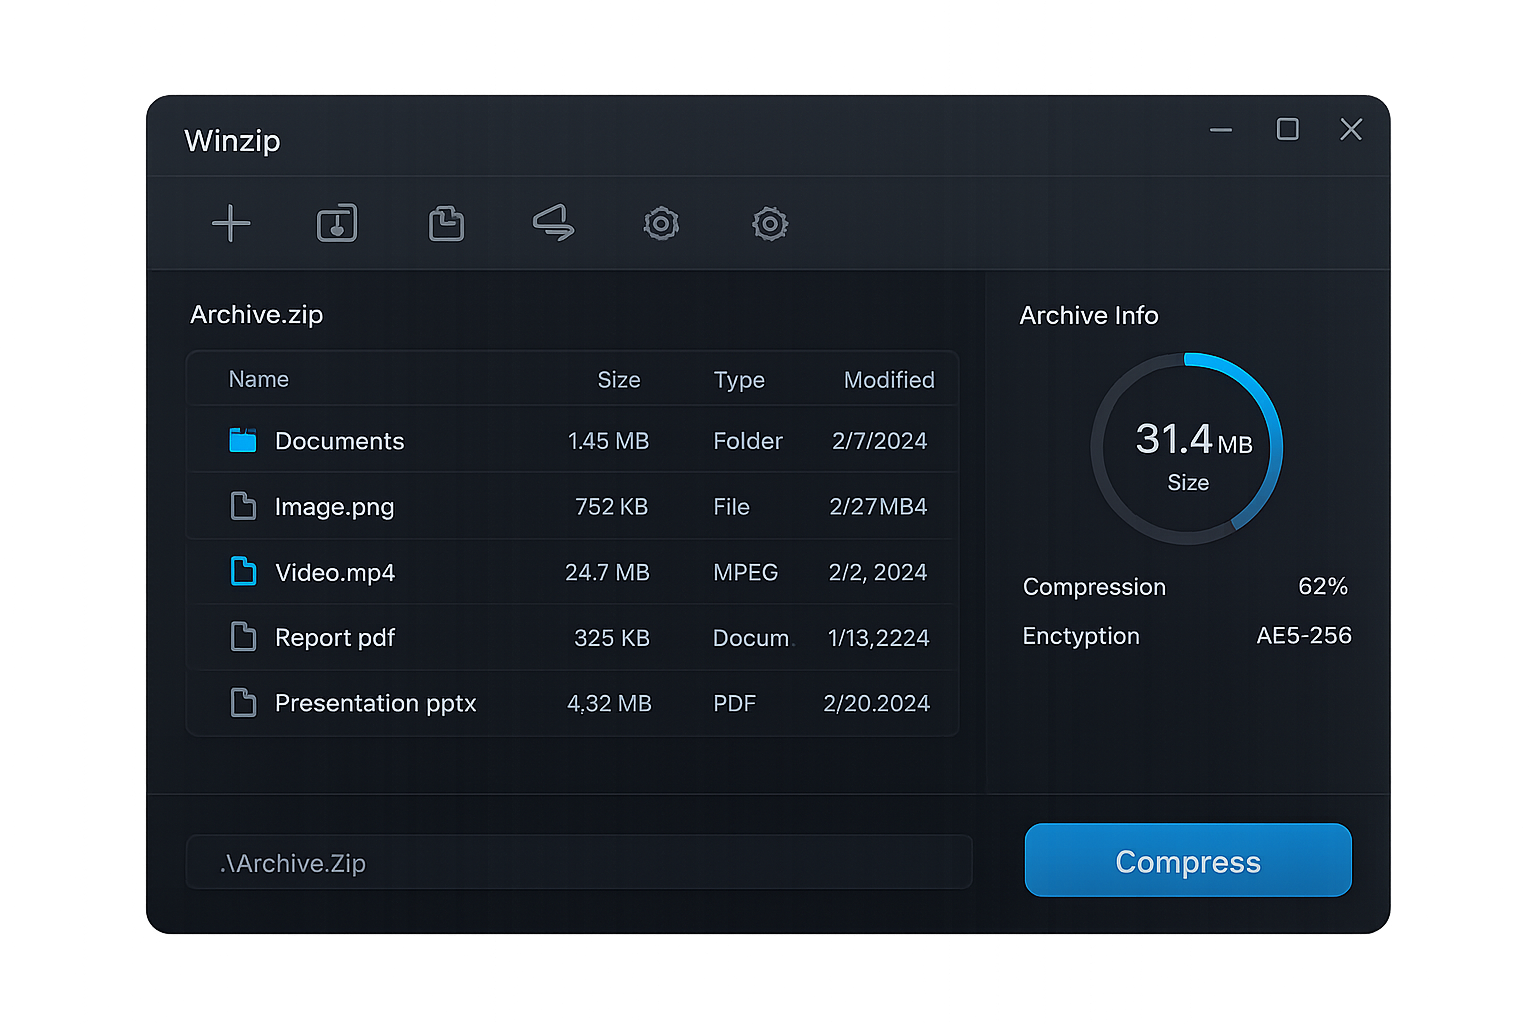 Winzip
Archive.zip
Name Size Type Modified
Documents 1.45 MB Folder 2/7/2024
Image.png 752 KB File 2/27MB4
Video.mp4 24.7 MB MPEG 2/2, 2024
Report pdf 325 KB Docum. 1/13,2224
Presentation pptx 4.32 MB PDF 2/20.2024
Archive Info
31.4 MB
Size
Compression 62%
Enctyption AE5-256
.\Archive.Zip
Compress